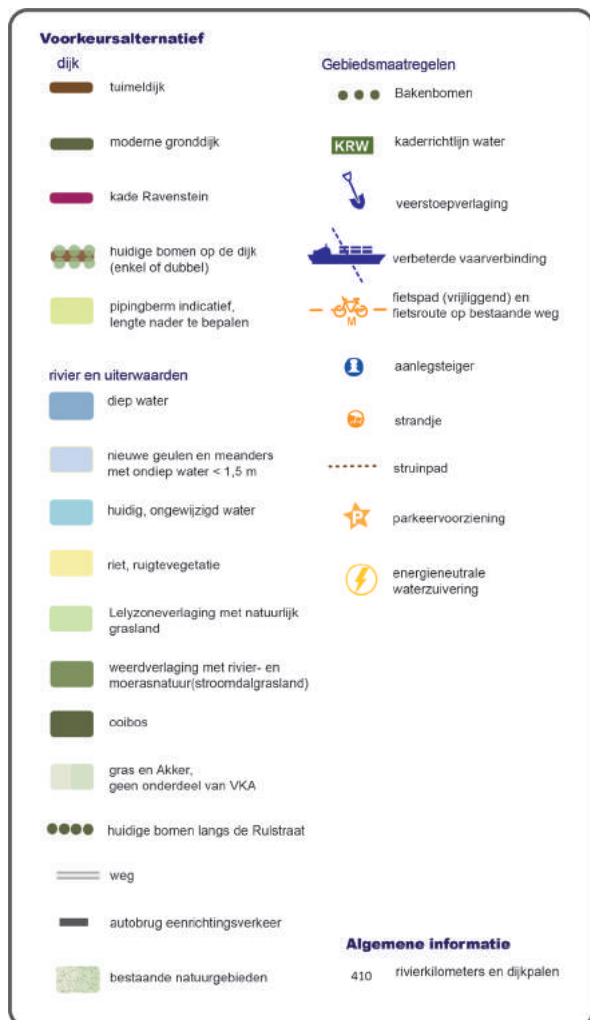 Voorkeursalternatief
dijk
tuimeldijk
moderne gronddijk
kade Ravenstein
huidige bomen op de dijk
(enkel of dubbel)
pipingberm indicatief,
lengte nader te bepalen
rivier en uiterwaarden
diep water
nieuwe geulen en meanders
met ondiep water < 1,5 m
huidig, ongewijzigd water
riet, ruigtevegetatie
Lelyzoneverlaging met natuurlijk
grasland
weerdverlaging met rivier- en
moerasnatuur(stroomdalgrasland)
ooibos
gras en Akker,
geen onderdeel van VKA
huidige bomen langs de Rulstraat
weg
autobrug eenrichtingsverkeer
bestaande natuurgebieden
Gebiedsmaatregelen
Bakenbomen
KRW
kaderrichtlijn water
veerstoepverlaging
verbeterde vaarverbinding
M
fietspad (vrijliggend) en
fietsroute op bestaande weg
aanlegsteiger
strandje
struinpad
P
parkeervoorziening
energieneutrale
waterzuivering
Algemene informatie
410 rivierkilometers en dijkpalen